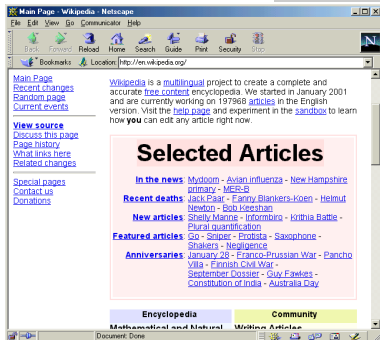 Main Page - Wikipedia - Netscape
File Edit View Go Communicator Help
Back Forward Reload Home Search Guide Print Security Stop
Bookmarks Location: http://en.wikipedia.org/
Main Page
Recent changes
Random page
Current events
View source
Discuss this page
Page history
What links here
Related changes
Special pages
Contact us
Donations
Wikipedia is a multilingual project to create a complete and
accurate free content encyclopedia. We started in January 2001
and are currently working on 197968 articles in the English
version. Visit the help page and experiment in the sandbox to learn
how you can edit any article right now.
Selected Articles
In the news: Mydoom - Avian influenza - New Hampshire
primary - MER-B
Recent deaths: Jack Paar - Fanny Blankers-Koen - Helmut
Newton - Bob Keeshan
New articles: Shelly Manne - Informbiro - Krithia Battle -
Plural quantification
Featured articles: Go - Sniper - Protista - Saxophone -
Shakers - Negligence
Anniversaries: January 28 - Franco-Prussian War - Pancho
Villa - Finnish Civil War -
September Dossier - Guy Fawkes -
Constitution of India - Australia Day
Encyclopedia Community
Mathematical and Natural Writing Articles
Document: Done